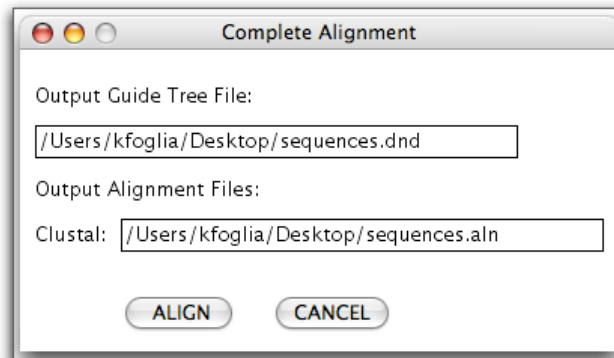 Complete Alignment
Output Guide Tree File:
/Users/kfoglia/Desktop/sequences.dnd
Output Alignment Files:
Clustal: /Users/kfoglia/Desktop/sequences.aln
ALIGN CANCEL